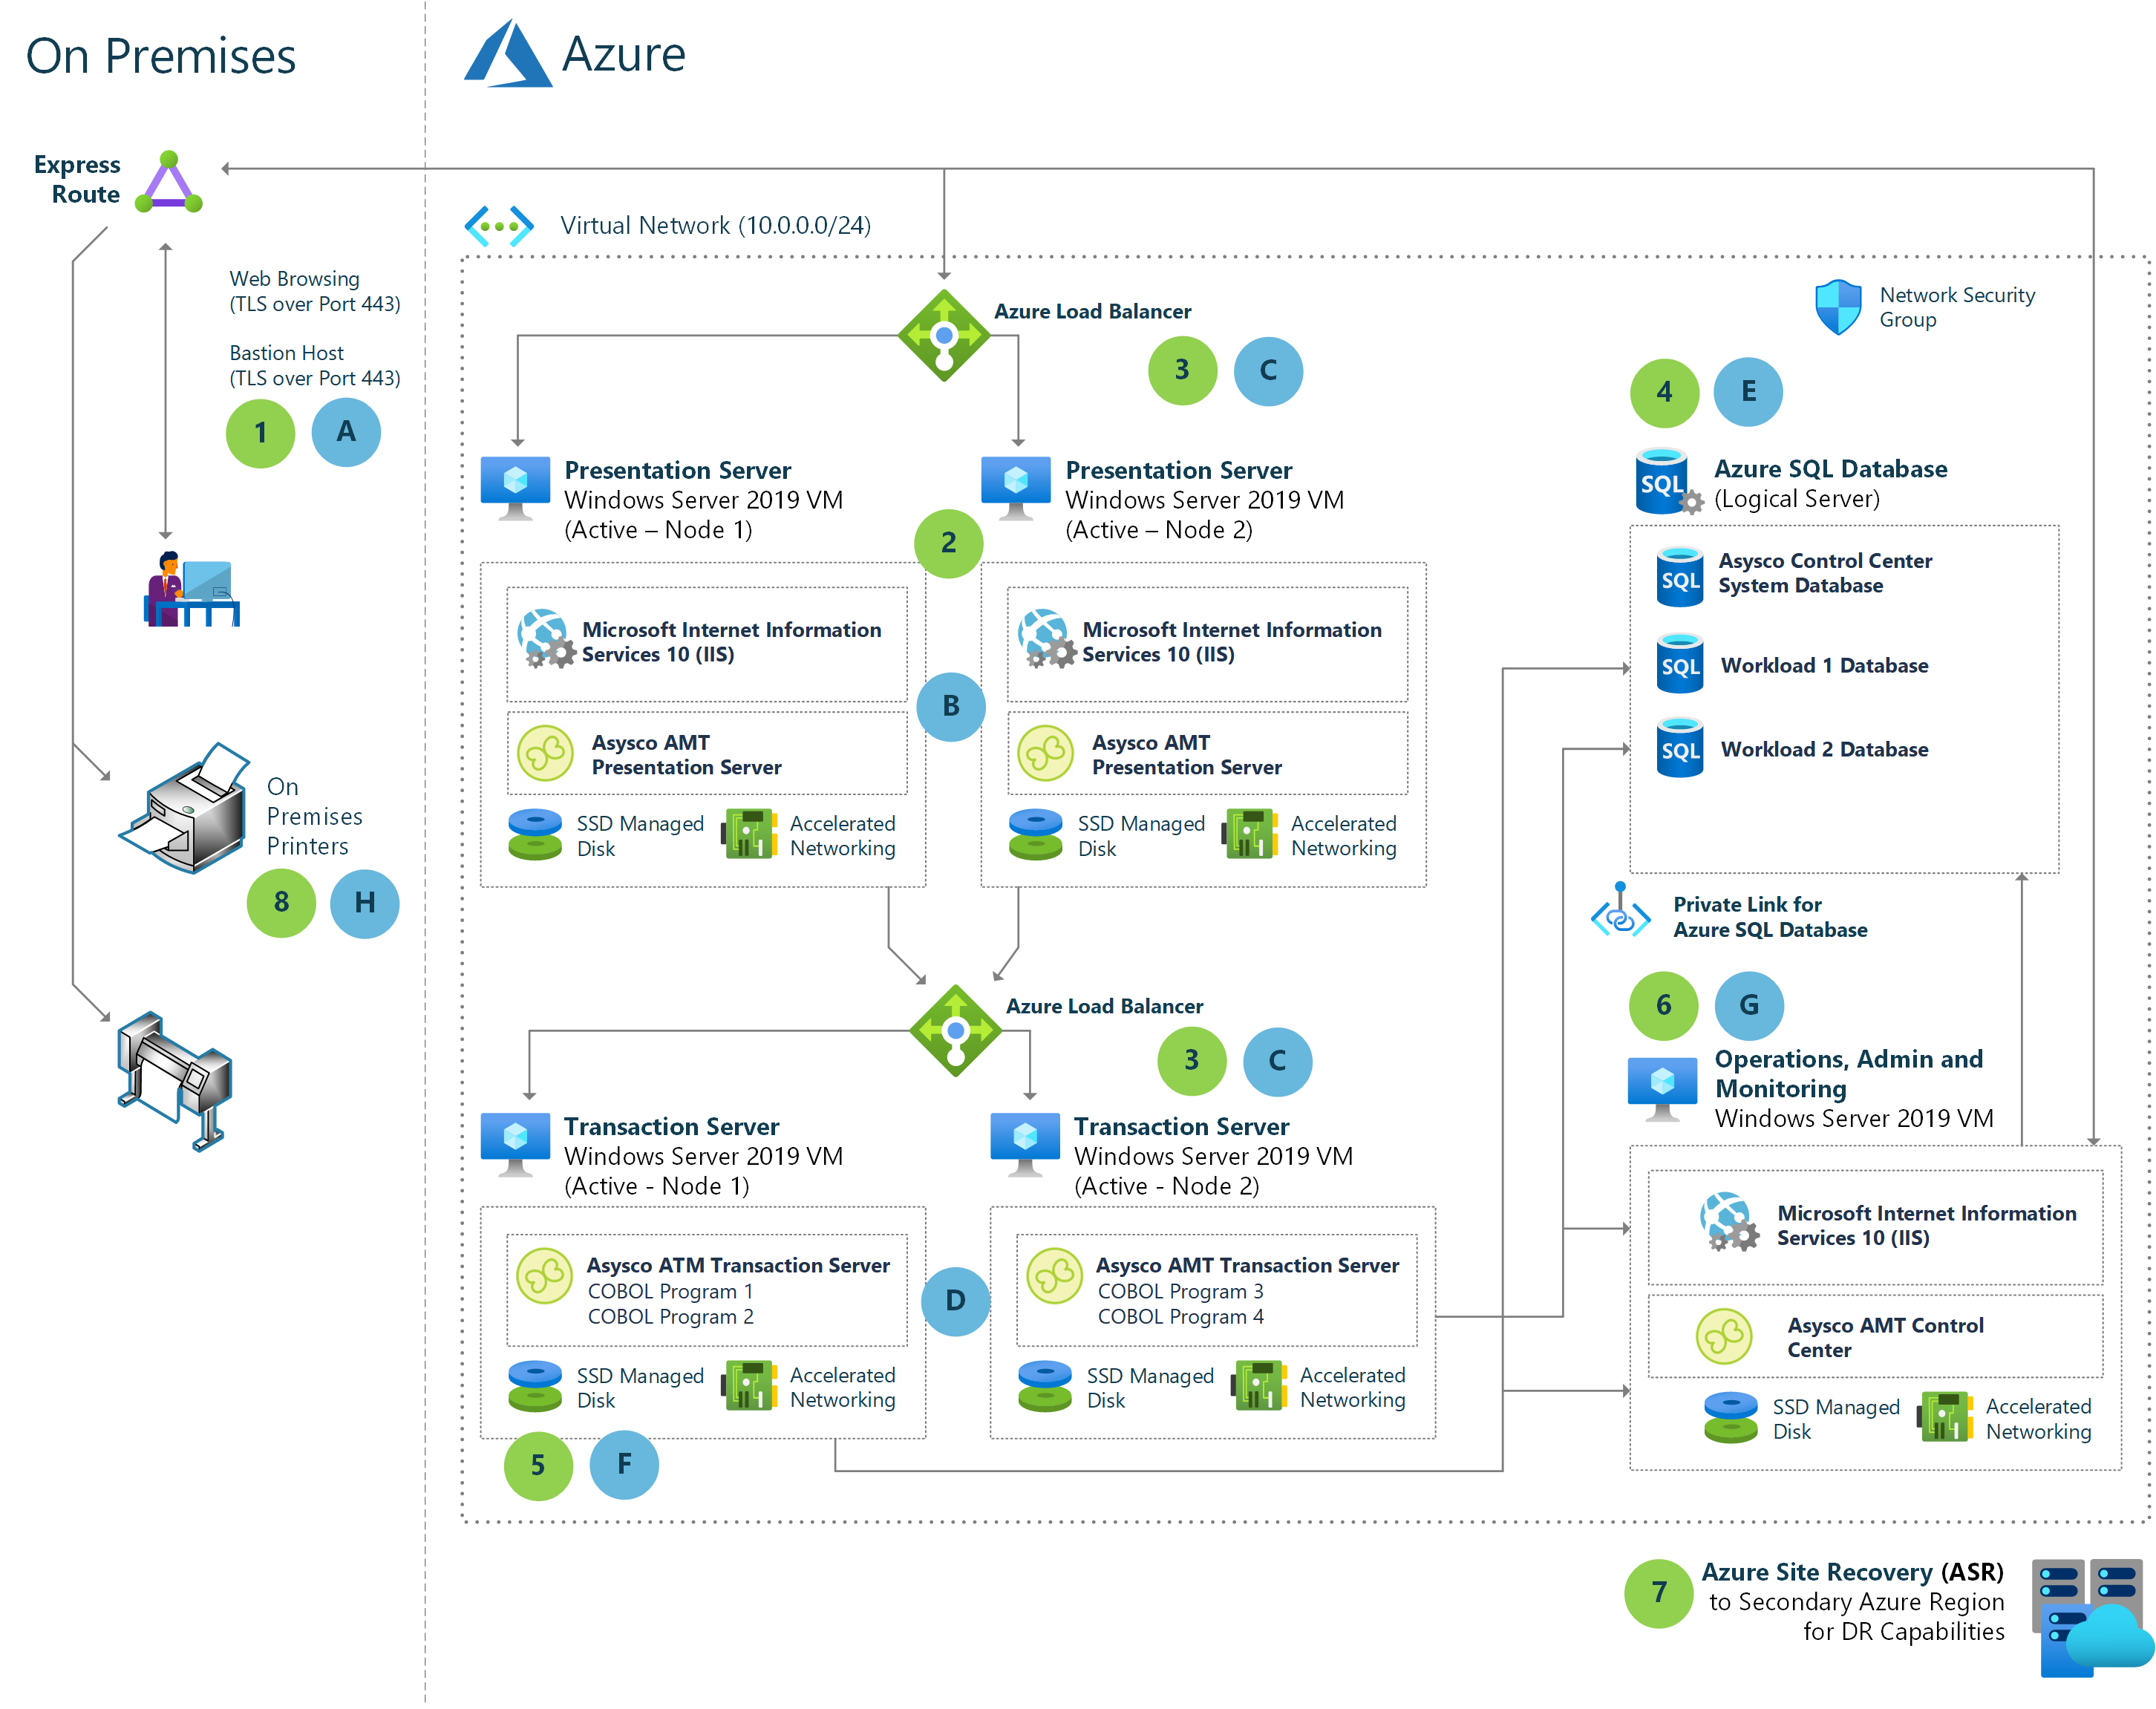 On Premises
Azure
Express
Route
Virtual Network (10.0.0.0/24)
Web Browsing
(TLS over Port 443)
Bastion Host
(TLS over Port 443)
1
A
Azure Load Balancer
3
C
Network Security
Group
4
E
Presentation Server
Windows Server 2019 VM
(Active – Node 1)
Presentation Server
Windows Server 2019 VM
(Active – Node 2)
2
Microsoft Internet Information
Services 10 (IIS)
Microsoft Internet Information
Services 10 (IIS)
B
Asysco AMT
Presentation Server
Asysco AMT
Presentation Server
SSD Managed
Disk
Accelerated
Networking
SSD Managed
Disk
Accelerated
Networking
SQL
Azure SQL Database
(Logical Server)
SQL
Asysco Control Center
System Database
SQL
Workload 1 Database
SQL
Workload 2 Database
On
Premises
Printers
8
H
Private Link for
Azure SQL Database
Azure Load Balancer
3
C
6
G
Operations, Admin and
Monitoring
Windows Server 2019 VM
Transaction Server
Windows Server 2019 VM
(Active - Node 1)
Transaction Server
Windows Server 2019 VM
(Active - Node 2)
Asysco ATM Transaction Server
COBOL Program 1
COBOL Program 2
D
Asysco AMT Transaction Server
COBOL Program 3
COBOL Program 4
SSD Managed
Disk
Accelerated
Networking
SSD Managed
Disk
Accelerated
Networking
5
F
Microsoft Internet Information
Services 10 (IIS)
Asysco AMT Control
Center
SSD Managed
Disk
Accelerated
Networking
7
Azure Site Recovery (ASR)
to Secondary Azure Region
for DR Capabilities